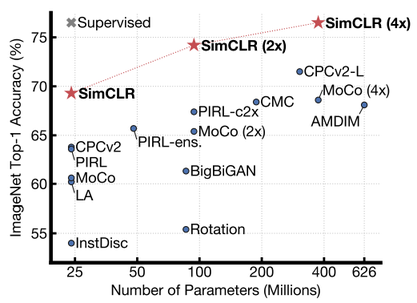 Supervised
SimCLR (4x)
SimCLR (2x)
SimCLR
CPCv2-L
MoCo (4x)
CMC
AMDIM
PIRL-c2x
MoCo (2x)
PIRL-ens.
CPCv2
PIRL
BigBiGAN
MoCo
LA
Rotation
InstDisc
75
70
65
60
55
ImageNet Top-1 Accuracy (%)
25 50 100 200 400 626
Number of Parameters (Millions)